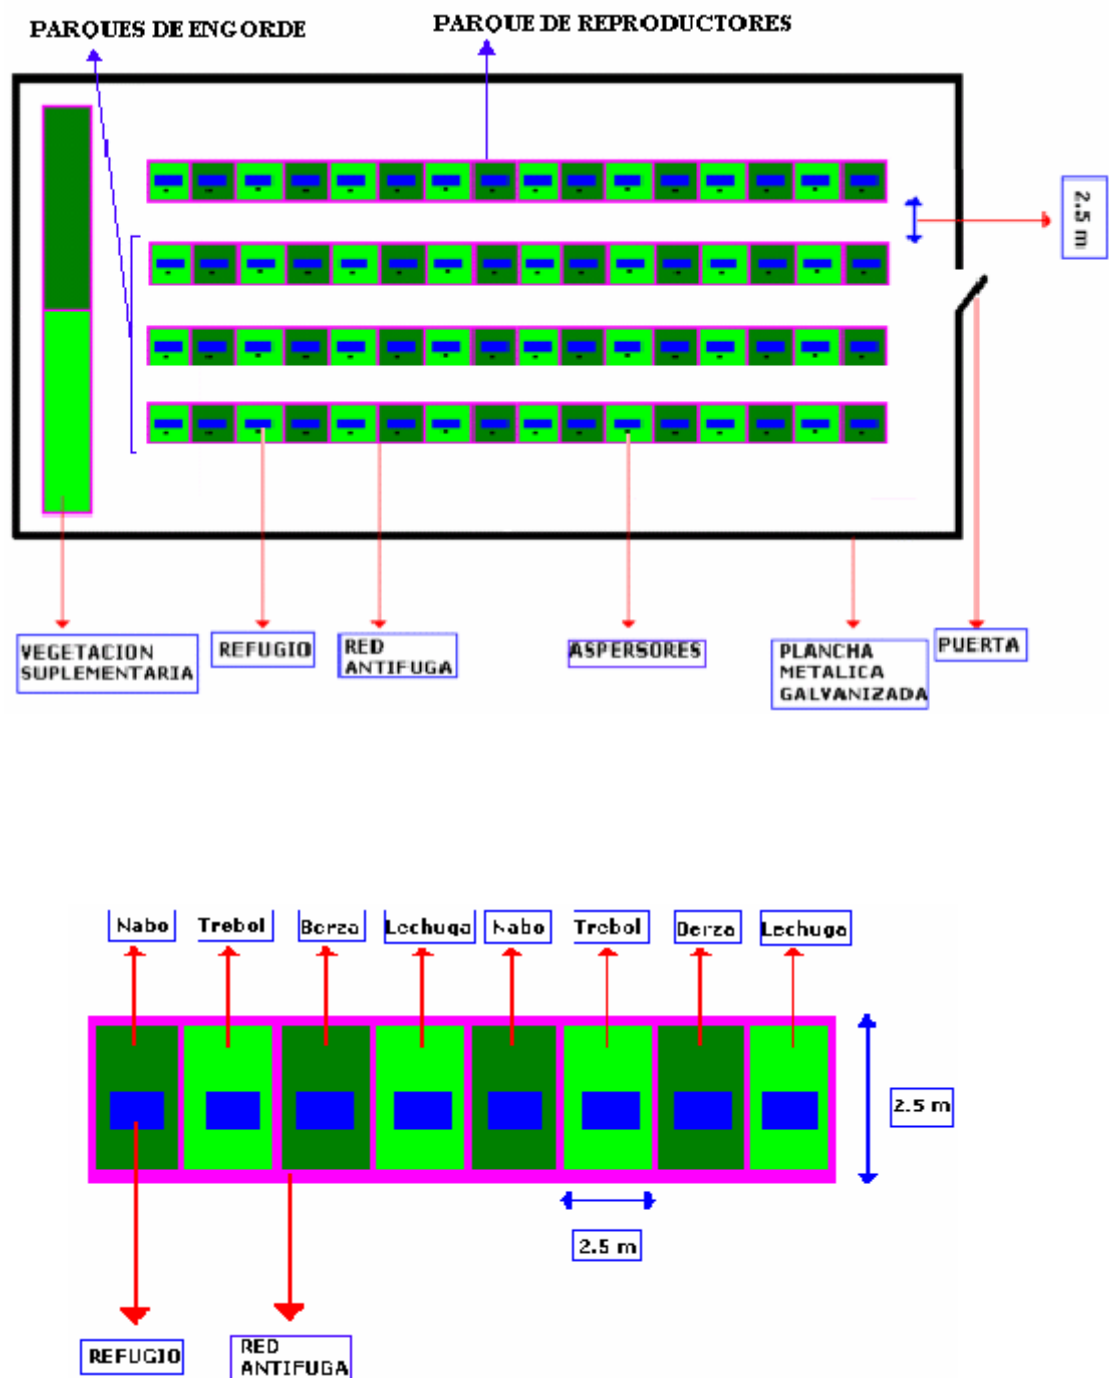 PARQUES DE ENGORDE
PARQUE DE REPRODUCTORES
2.5 m
VEGETACION
SUPLEMENTARIA
REFUGIO
RED
ANTIFUGA
ASPERSORES
PLANCHA
METALICA
GALVANIZADA
PUERTA
Nabo
Trebol
Berza
Lechuga
Nabo
Trebol
Berza
Lechuga
2.5 m
2.5 m
REFUGIO
RED
ANTIFUGA